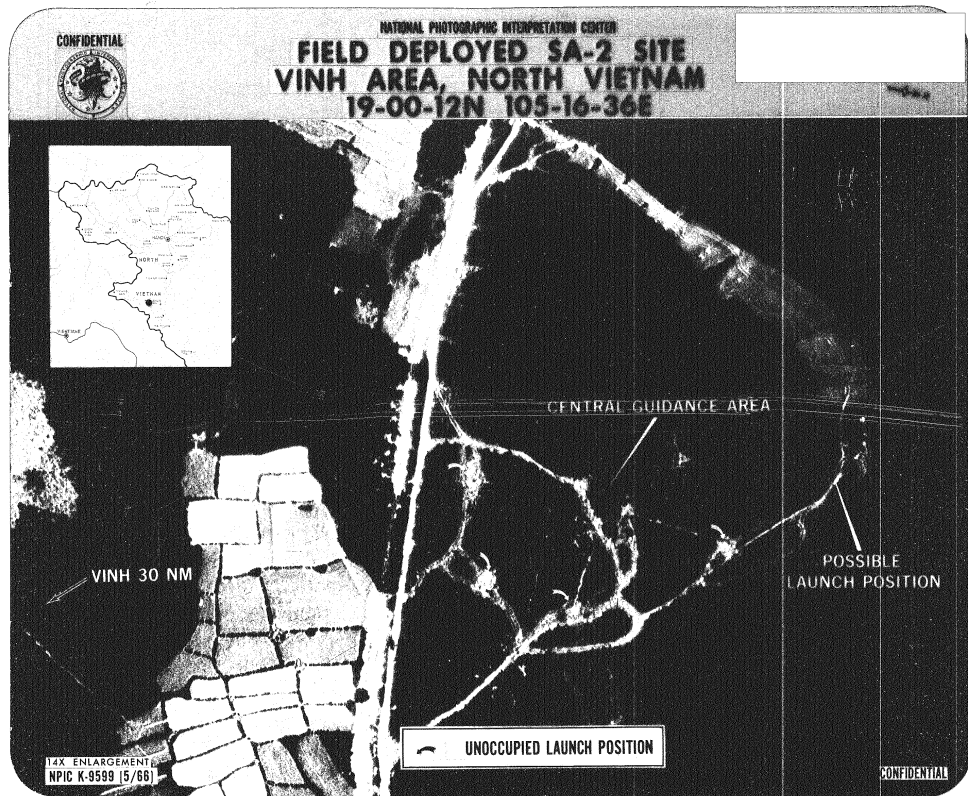 NATIONAL PHOTOGRAPHIC INTERPRETATION CENTER
CONFIDENTIAL
FIELD DEPLOYED SA-2 SITE
VINH AREA, NORTH VIETNAM
19-00-12N 105-16-36E
NORTH
VIETNAM
VIENTIANE
CENTRAL GUIDANCE AREA
POSSIBLE
LAUNCH POSITION
VINH 30 NM
UNOCCUPIED LAUNCH POSITION
14X ENLARGEMENT
NPIC K-9599 (5/66)
CONFIDENTIAL